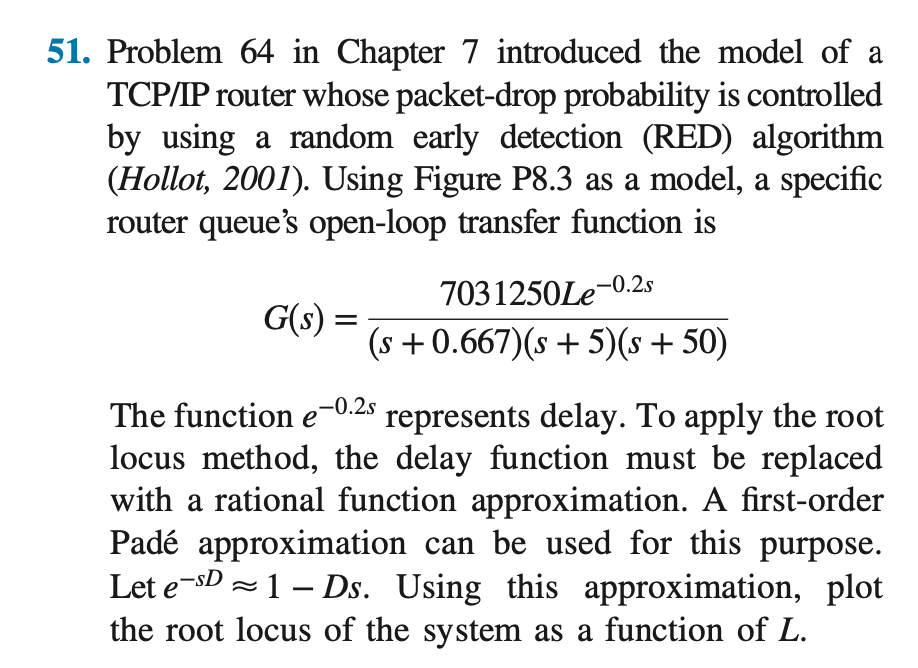 51. Problem 64 in Chapter 7 introduced the model of a
TCP/IP router whose packet-drop probability is controlled
by using a random early detection (RED) algorithm
(Hollot, 2001). Using Figure P8.3 as a model, a specific
router queue’s open-loop transfer function is
G(s) = 7031250Le^{−0.2s} / (s + 0.667)(s + 5)(s + 50)
The function e^{−0.2s} represents delay. To apply the root
locus method, the delay function must be replaced
with a rational function approximation. A first-order
Padé approximation can be used for this purpose.
Let e^{−sD} ≈ 1 − Ds. Using this approximation, plot
the root locus of the system as a function of L.